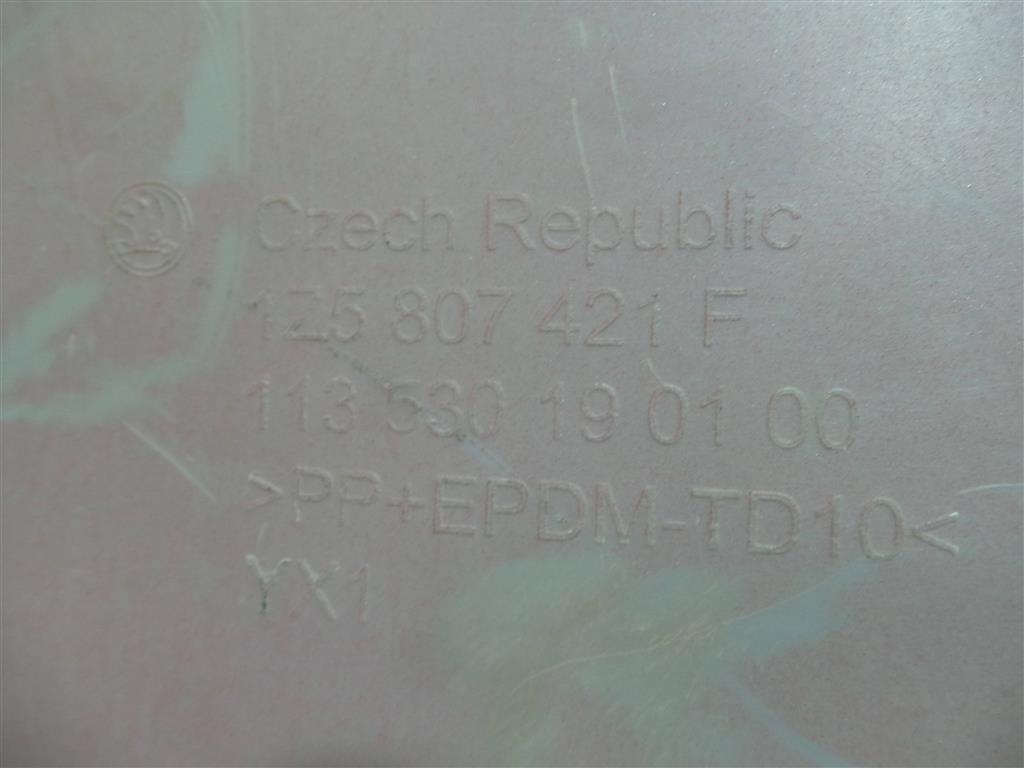 Czech Republic
1Z5 807 421 F
113 530 19 01 00
>PP+EPDM-TD10<
YX1